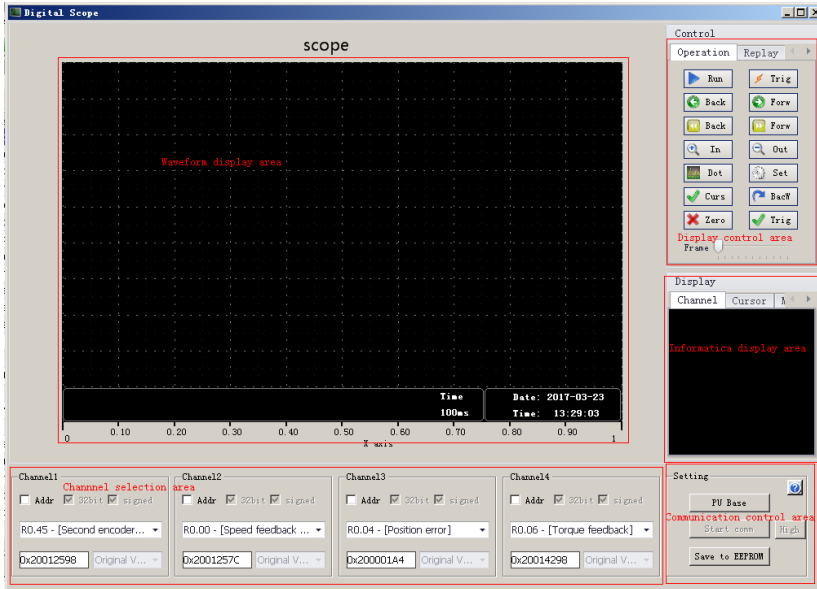 Digital Scope
scope
Waveform display area
Time
100ms
Date: 2017-03-23
Time: 13:29:03
0 0.10 0.20 0.30 0.40 0.50 0.60 0.70 0.80 0.90 1
X axis
Control
Operation Replay
Run Trig
Back Forw
Back Forw
In Out
Dot Set
Curs BacW
Zero Trig
Display control area
Frame
Display
Channel Cursor
Informatica display area
Channel1 Channel2 Channel3 Channel4
Channnel selection area
Addr 32bit signed Addr 32bit signed Addr 32bit signed Addr 32bit signed
R0.45 - [Second encoder... R0.00 - [Speed feedback ... R0.04 - [Position error] R0.06 - [Torque feedback]
0x20012598 Original V... 0x2001257C Original V... 0x200001A4 Original V... 0x20014298 Original V...
Setting
PU Base
Communication control area
Start comm High
Save to EEPROM